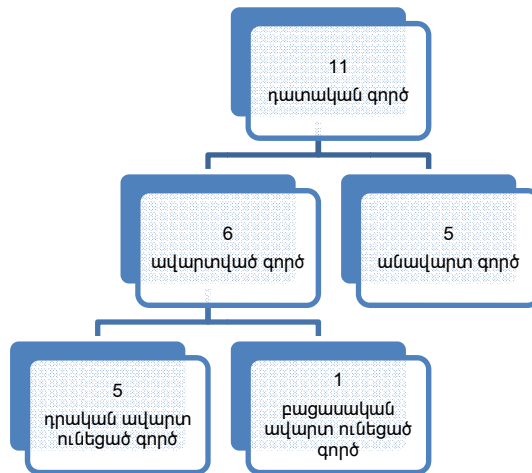 11
դատական գործ
6
ավարտված գործ
5
անավարտ գործ
5
դրական ավարտ
ունեցած գործ
1
բացասական
ավարտ ունեցած
գործ